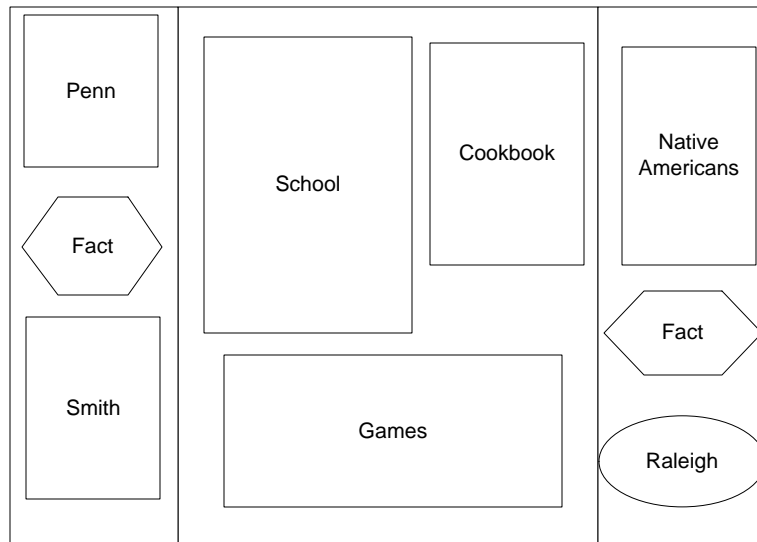 Penn
Fact
Smith
School
Cookbook
Games
Native
Americans
Fact
Raleigh